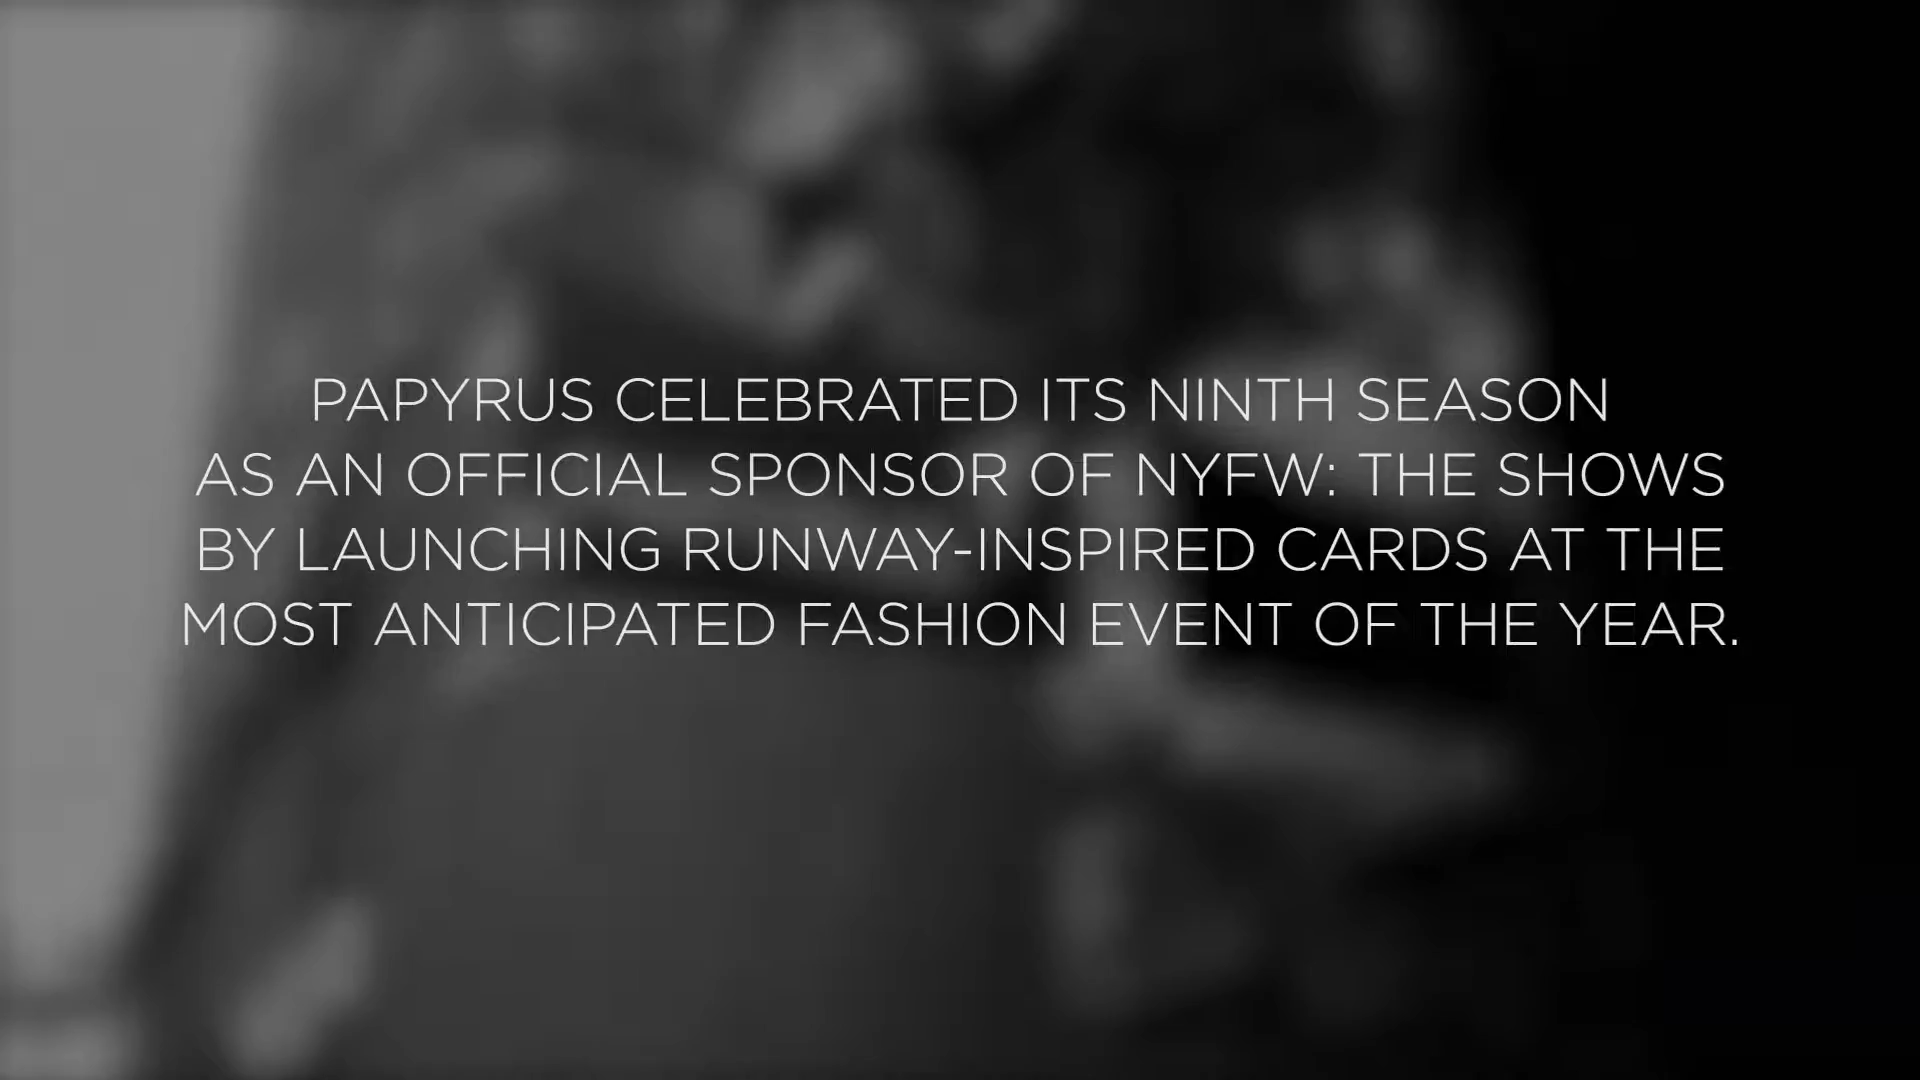 PAPYRUS CELEBRATED ITS NINTH SEASON
AS AN OFFICIAL SPONSOR OF NYFW: THE SHOWS
BY LAUNCHING RUNWAY-INSPIRED CARDS AT THE
MOST ANTICIPATED FASHION EVENT OF THE YEAR.